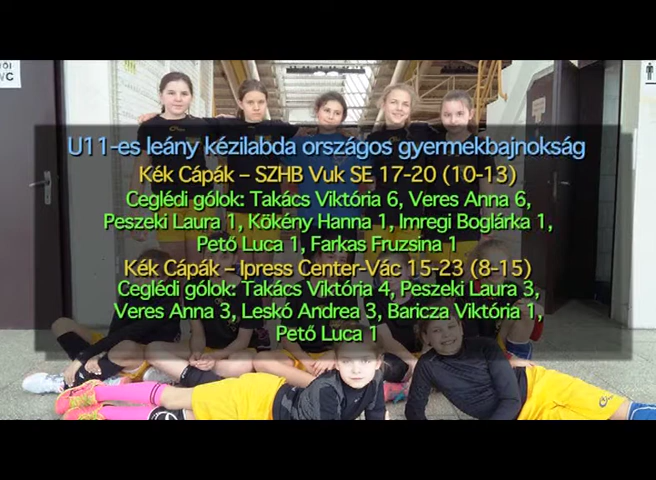 NŐI
WC
U11-es leány kézilabda országos gyermekbajnokság
Kék Cápák – SZHB Vuk SE 17-20 (10-13)
Ceglédi gólok: Takács Viktória 6, Veres Anna 6,
Peszeki Laura 1, Kökény Hanna 1, Imregi Boglárka 1,
Pető Luca 1, Farkas Fruzsina 1
Kék Cápák – Ipress Center-Vác 15-23 (8-15)
Ceglédi gólok: Takács Viktória 4, Peszeki Laura 3,
Veres Anna 3, Leskó Andrea 3, Baricza Viktória 1,
Pető Luca 1